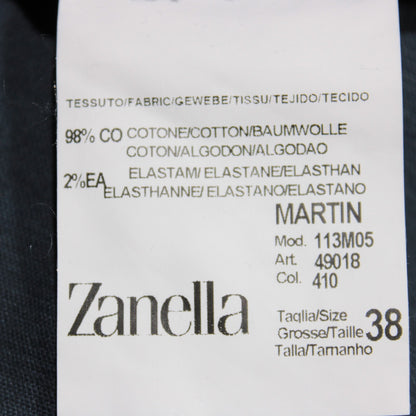 TESSUTO/FABRIC/GEWEBE/TISSU/TEJIDO/TECIDO
98% CO COTONE/COTTON/BAUMWOLLE
COTON/ALGODON/ALGODAO
2%EA ELASTAM/ ELASTANE/ELASTHAN
ELASTHANNE/ ELASTANO/ELASTANO
MARTIN
Mod. 113M05
Art. 49018
Col. 410
Zanella
Taglia/Size
Grosse/Taille 38
Talla/Tamanho